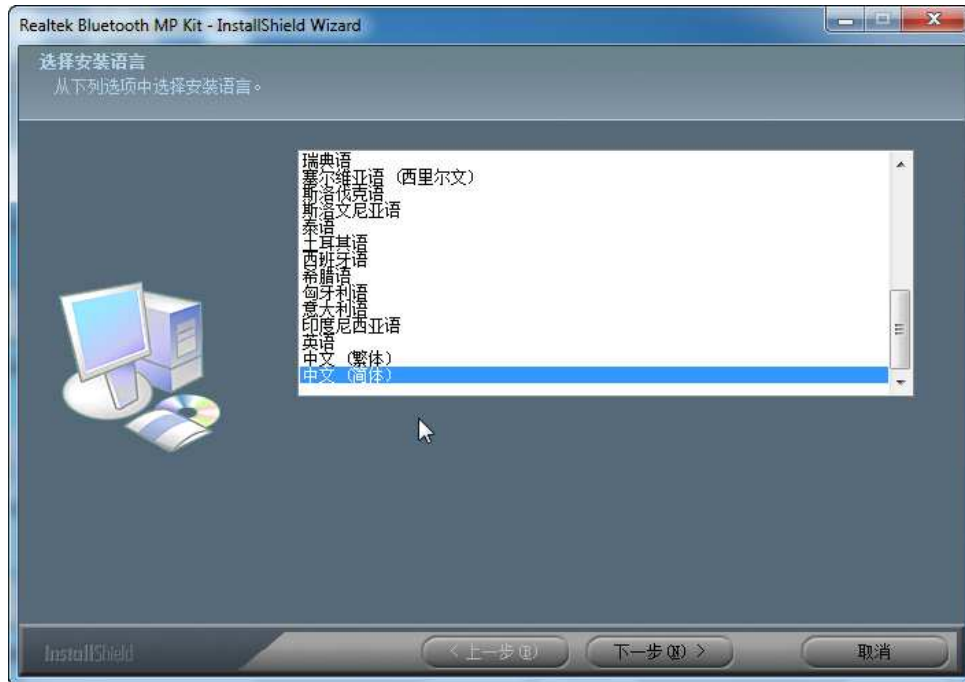 Realtek Bluetooth MP Kit - InstallShield Wizard
选择安装语言
从下列选项中选择安装语言。
瑞典语
塞尔维亚语 (西里尔文)
斯洛伐克语
斯洛文尼亚语
泰语
土耳其语
西班牙语
希腊语
匈牙利语
意大利语
印度尼西亚语
英语
中文 (繁体)
中文 (简体)
InstallShield
< 上一步(B)
下一步(N) >
取消